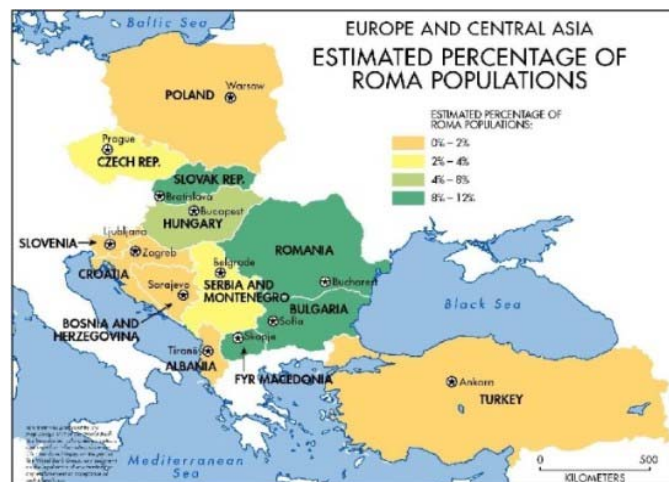 Baltic Sea
EUROPE AND CENTRAL ASIA
ESTIMATED PERCENTAGE OF
ROMA POPULATIONS
ESTIMATED PERCENTAGE OF
ROMA POPULATIONS:
0% – 2%
2% – 4%
4% – 8%
8% – 12%
Warsaw
POLAND
Prague
CZECH REP.
SLOVAK REP.
Bratislava
Budapest
HUNGARY
Ljubljana
SLOVENIA
Zagreb
CROATIA
ROMANIA
Belgrade
SERBIA AND
MONTENEGRO
Sarajevo
Bucharest
BOSNIA AND
HERZEGOVINA
BULGARIA
Sofia
Black Sea
Skopje
Tiranë
ALBANIA
FYR MACEDONIA
Ankara
TURKEY
Mediterranean
Sea
0 500
KILOMETERS